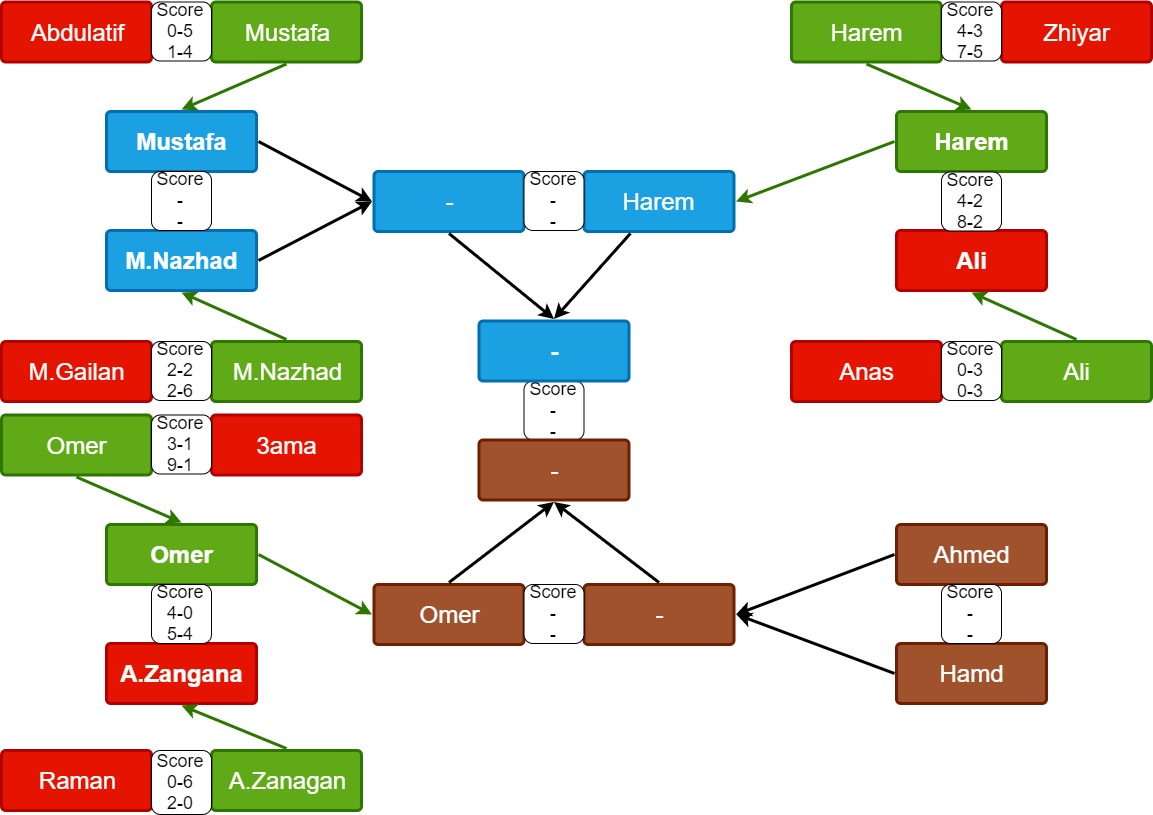 Abdulatif
Score
0-5
1-4
Mustafa
Harem
Score
4-3
7-5
Zhiyar
Mustafa
Score
-
-
M.Nazhad
-
Score
-
-
Harem
Harem
Score
4-2
8-2
Ali
-
Score
-
-
-
M.Gailan
Score
2-2
2-6
M.Nazhad
Anas
Score
0-3
0-3
Ali
Omer
Score
3-1
9-1
3ama
Omer
Score
4-0
5-4
A.Zangana
Omer
Score
-
-
-
Ahmed
Score
-
-
Hamd
Raman
Score
0-6
2-0
A.Zanagan